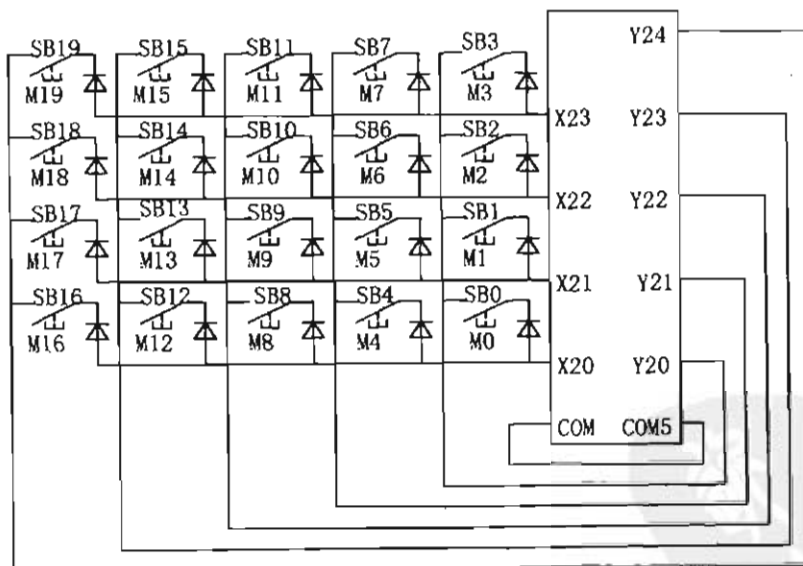 SB19 SB15 SB11 SB7 SB3 Y24
M19 M15 M11 M7 M3
X23 Y23
SB18 SB14 SB10 SB6 SB2
M18 M14 M10 M6 M2
X22 Y22
SB17 SB13 SB9 SB5 SB1
M17 M13 M9 M5 M1
X21 Y21
SB16 SB12 SB8 SB4 SB0
M16 M12 M8 M4 M0
X20 Y20
COM COM5